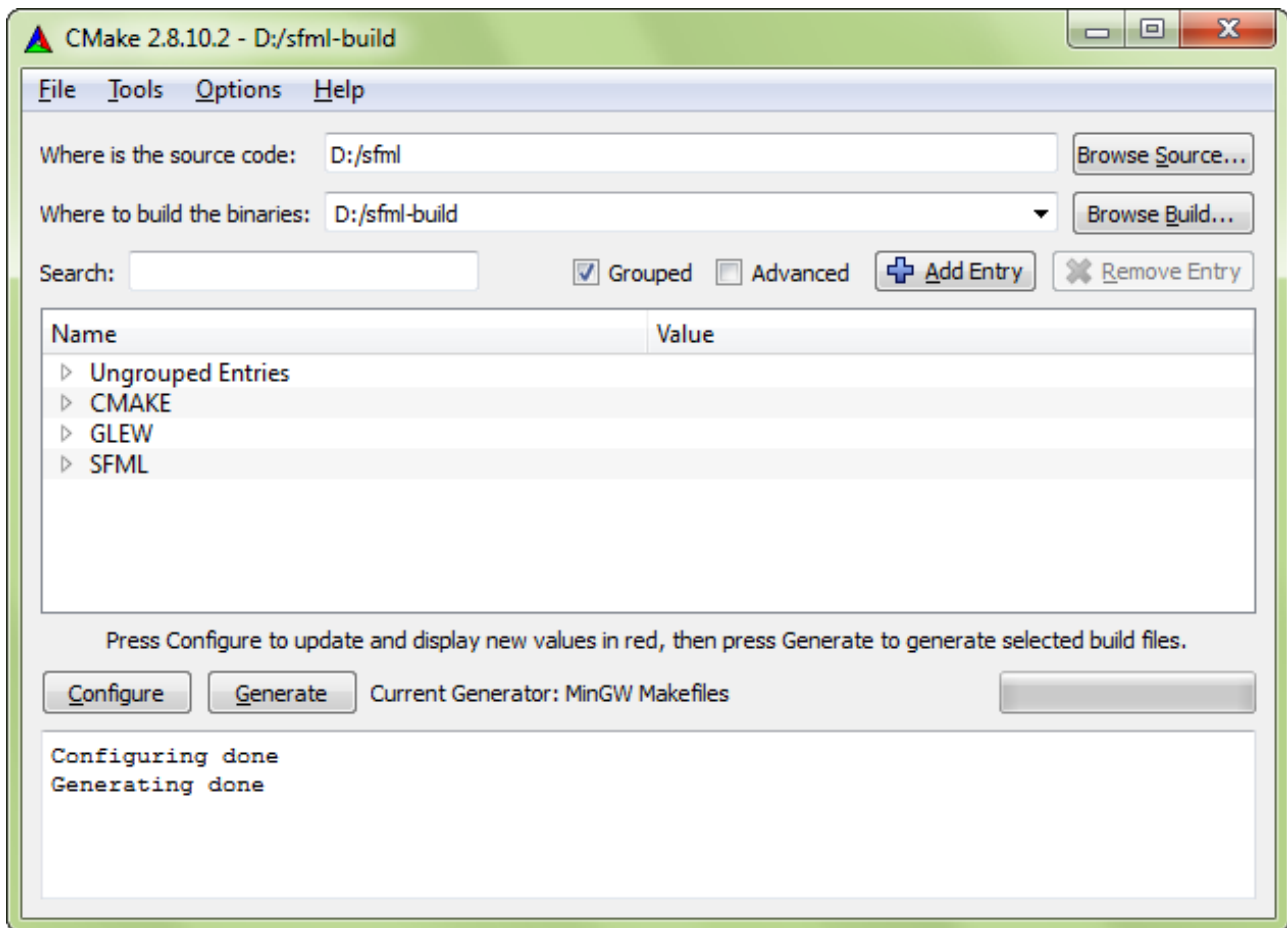 CMake 2.8.10.2 - D:/sfml-build
File Tools Options Help
Where is the source code: D:/sfml Browse Source...
Where to build the binaries: D:/sfml-build Browse Build...
Search: Grouped Advanced Add Entry Remove Entry
Name Value
Ungrouped Entries
CMAKE
GLEW
SFML
Press Configure to update and display new values in red, then press Generate to generate selected build files.
Configure Generate Current Generator: MinGW Makefiles
Configuring done
Generating done